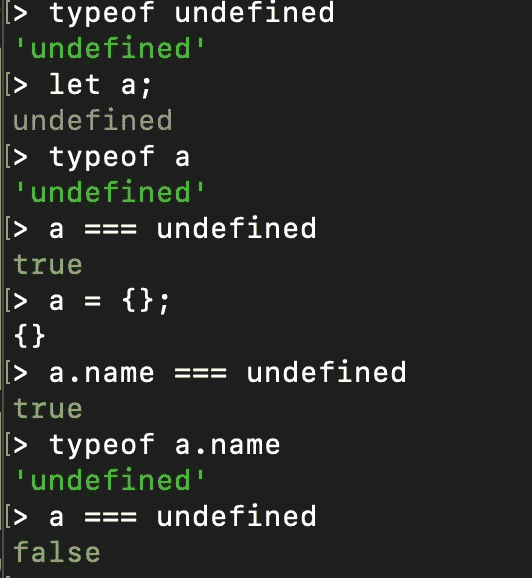 [> typeof undefined
'undefined'
[> let a;
undefined
[> typeof a
'undefined'
[> a === undefined
true
[> a = {};
{}
[> a.name === undefined
true
[> typeof a.name
'undefined'
[> a === undefined
false